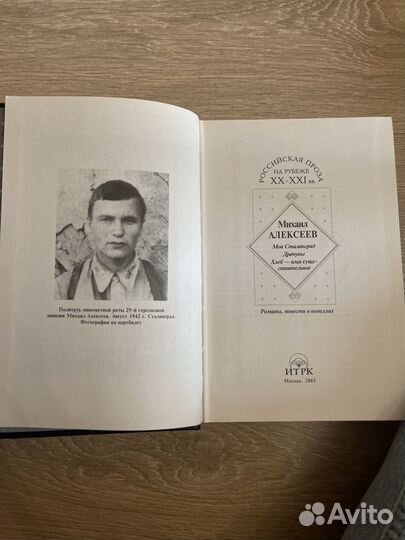 Политрук минометной роты 29-й стрелковой
дивизии Михаил Алексеев. Август 1942 г. Сталинград.
Фотография на партбилет
РОССИЙСКАЯ ПРОЗА
НА РУБЕЖЕ
XX-XXI вв.
Михаил
АЛЕКСЕЕВ
Мой Сталинград
Драчуны
Хлеб — имя суще-
ствительное
Романы, повесть в новеллах
ИТРК
Москва, 2003
Avito